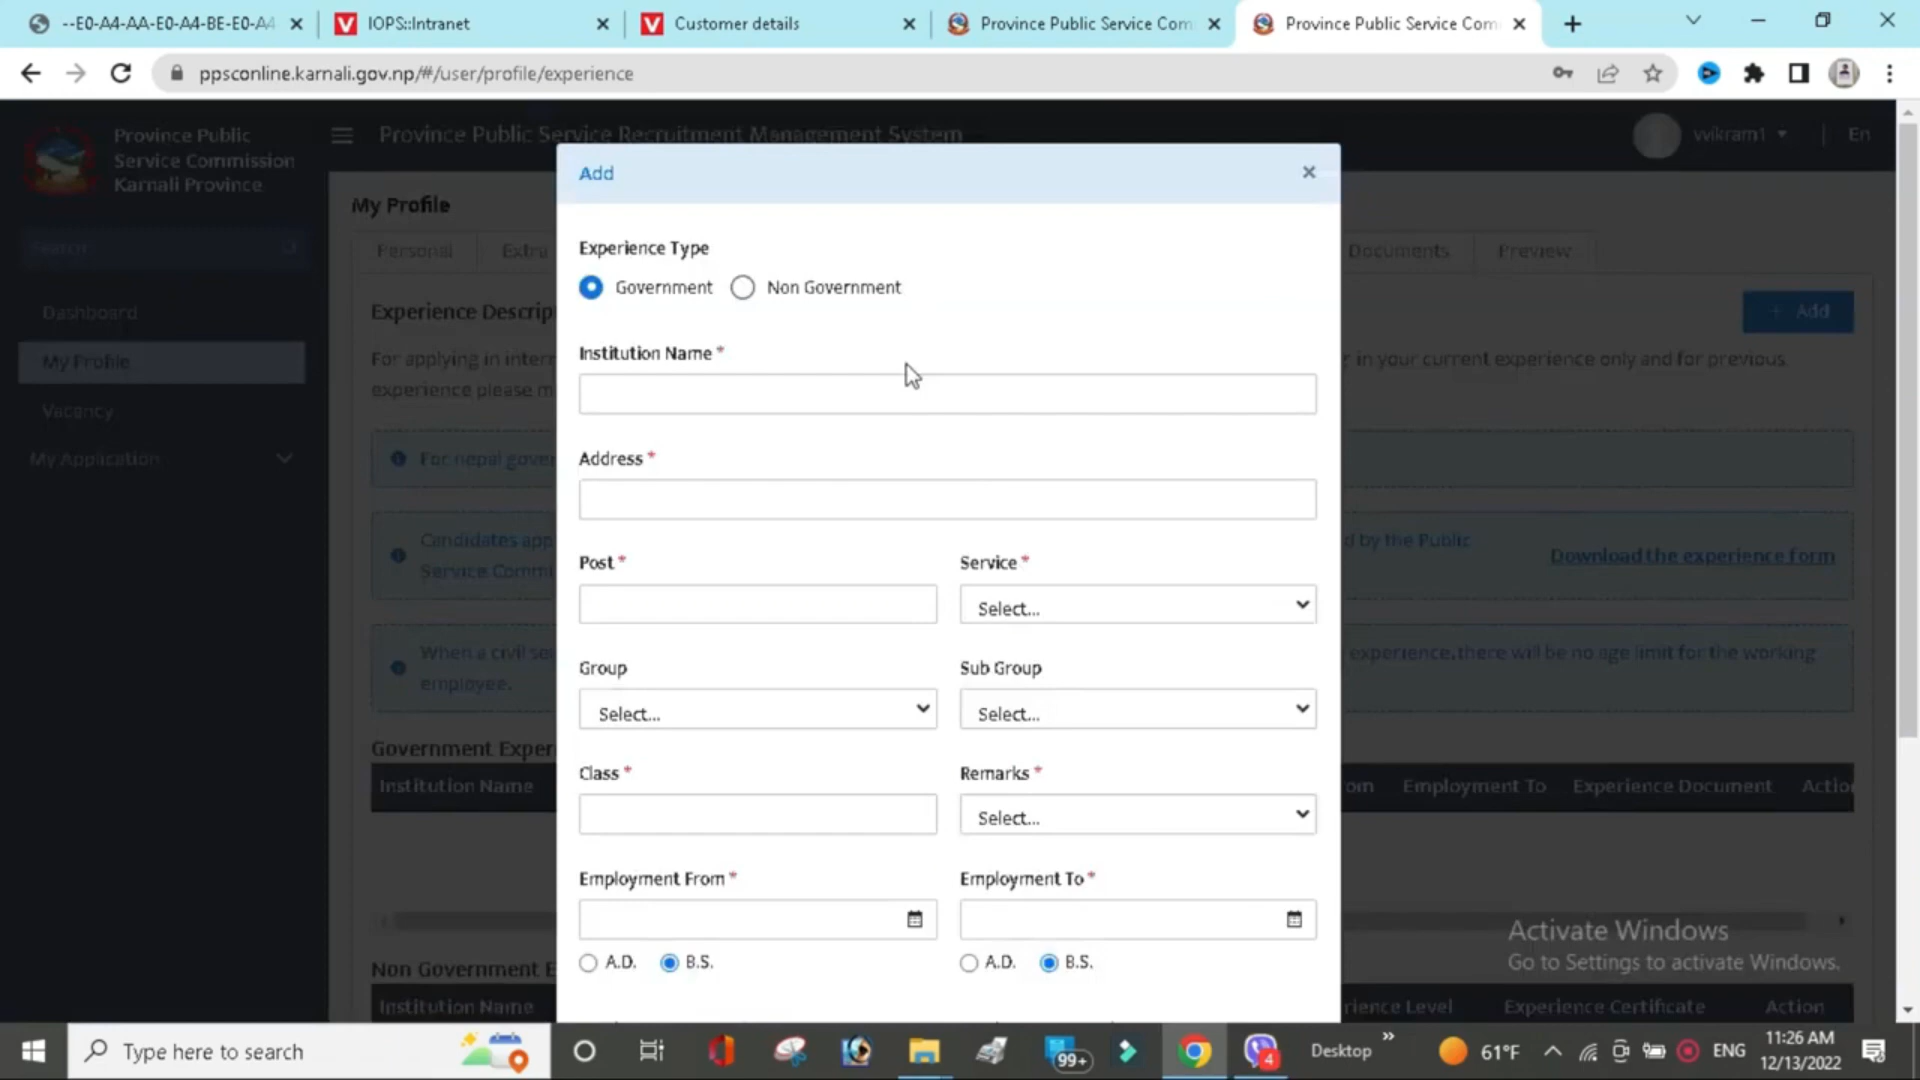 --E0-A4-AA-E0-A4-BE-E0-A4
IOPS::Intranet
Customer details
Province Public Service Com
Province Public Service Com
ppsconline.karnali.gov.np/#/user/profile/experience
Province Public
Service Commission
Karnali Province
Province Public Service Recruitment Management System
vvikram1
En
Search
Dashboard
My Profile
Vacancy
My Application
My Profile
Personal
Extra
Documents
Preview
Experience Descrip
+ Add
For applying in intern
in your current experience only and for previous
experience please m
For nepal gover
Candidates app
d by the Public
Service Commi
Download the experience form
When a civil se
experience, there will be no age limit for the working
employee.
Government Exper
Institution Name
om
Employment To
Experience Document
Actio
Non Government E
Institution Name
rience Level
Experience Certificate
Action
Add
Experience Type
Government
Non Government
Institution Name *
Address *
Post *
Service *
Select...
Group
Sub Group
Select...
Select...
Class *
Remarks *
Select...
Employment From *
Employment To *
A.D.
B.S.
A.D.
B.S.
Activate Windows
Go to Settings to activate Windows.
Type here to search
99+
4
Desktop
61°F
ENG
11:26 AM
12/13/2022